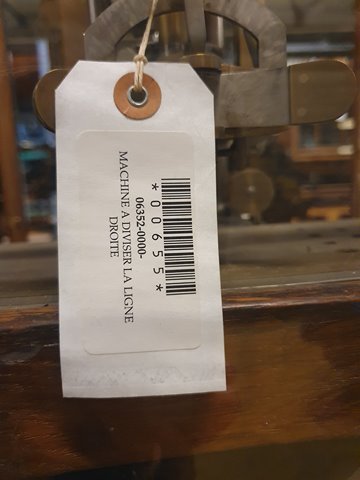 *00655*
06352-0000-
MACHINE A DIVISER LA LIGNE
DROITE